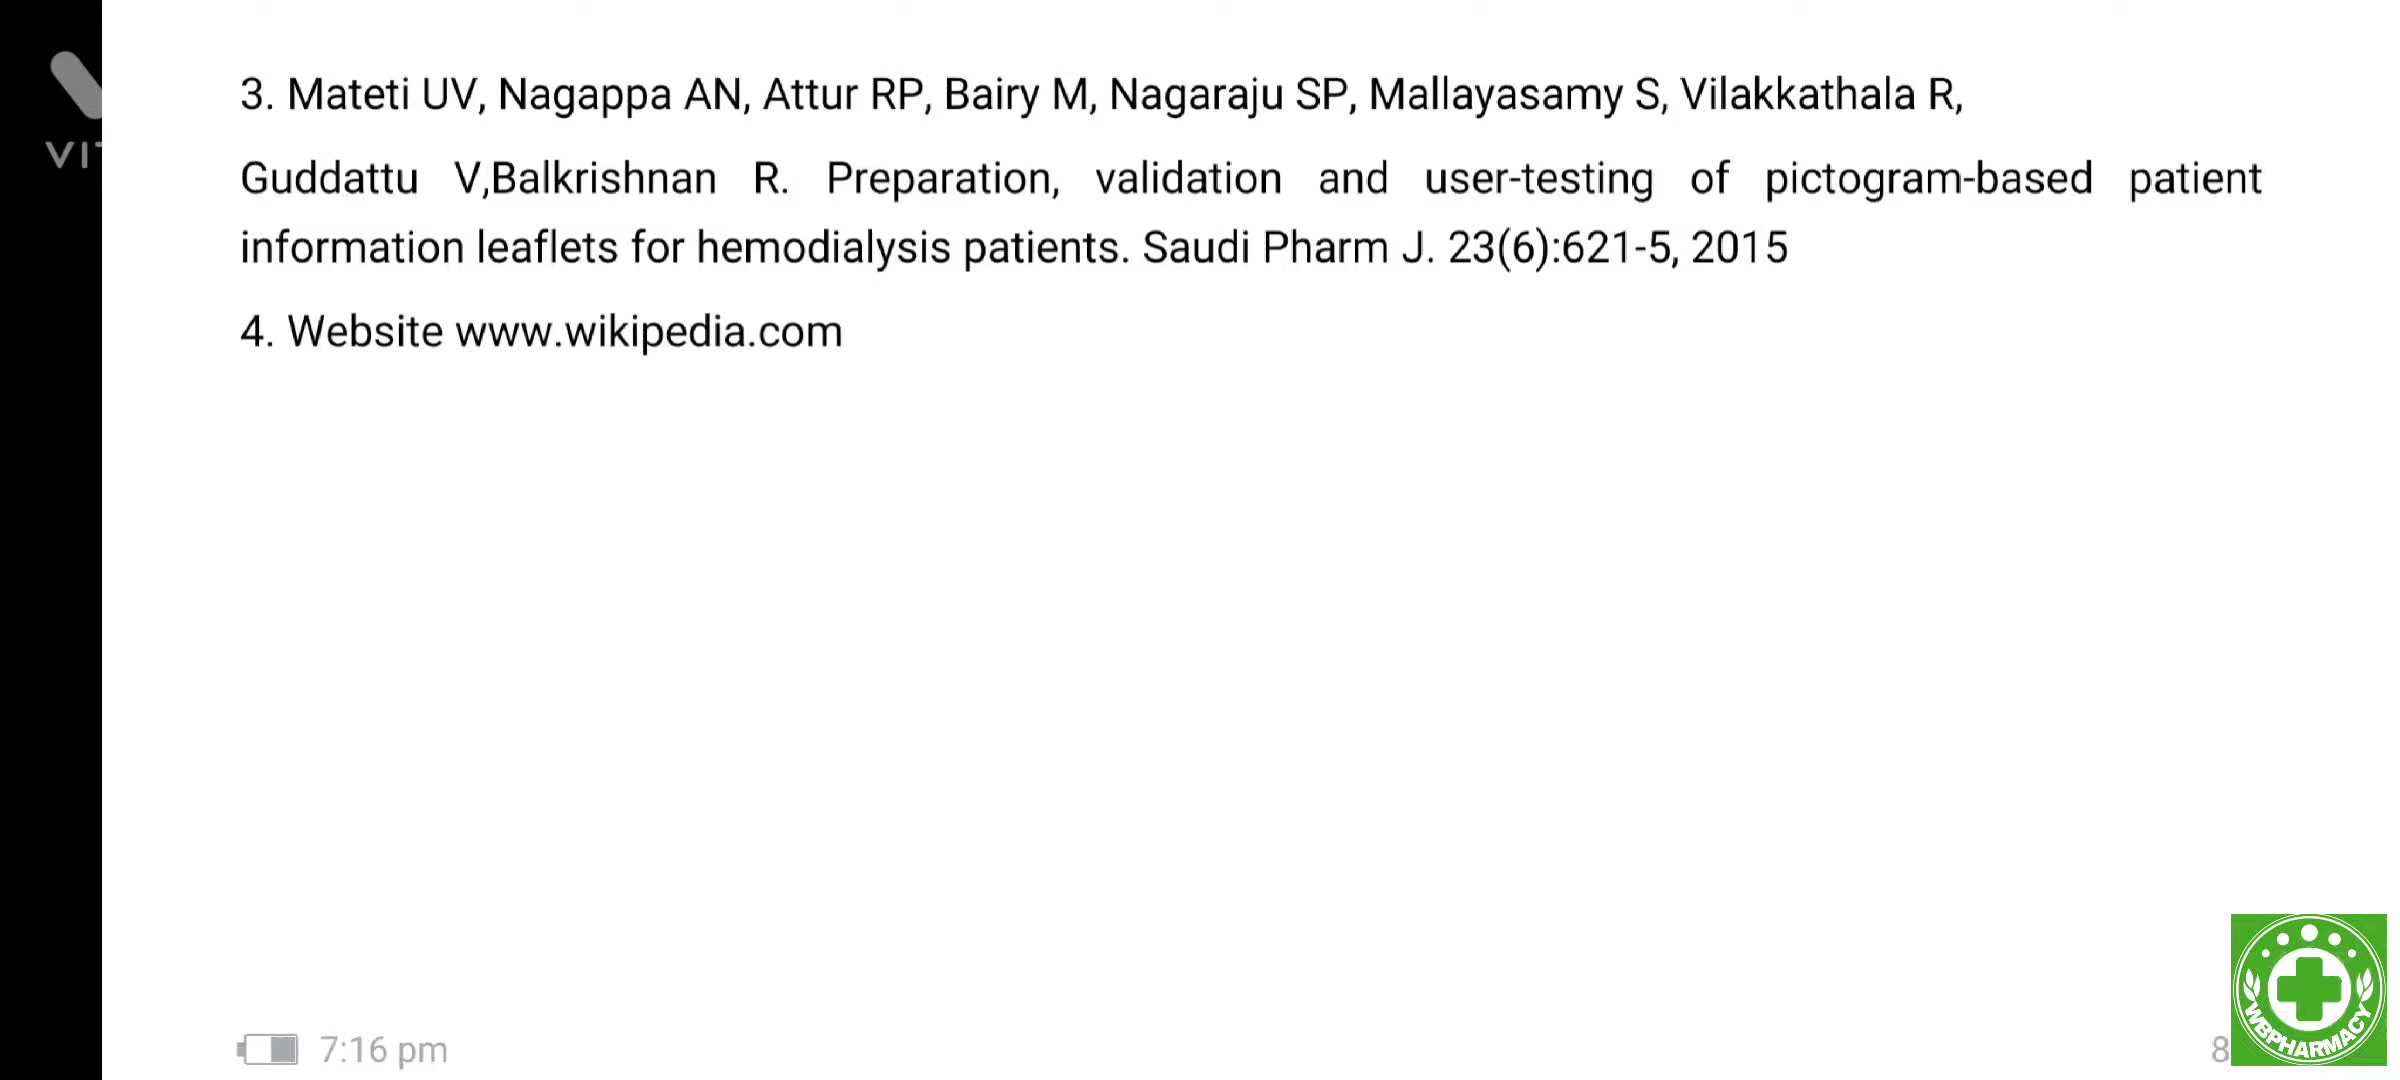 3. Mateti UV, Nagappa AN, Attur RP, Bairy M, Nagaraju SP, Mallayasamy S, Vilakkathala R,
Guddattu V,Balkrishnan R. Preparation, validation and user-testing of pictogram-based patient
information leaflets for hemodialysis patients. Saudi Pharm J. 23(6):621-5, 2015
4. Website www.wikipedia.com
7:16 pm
8
WBPHARMACY